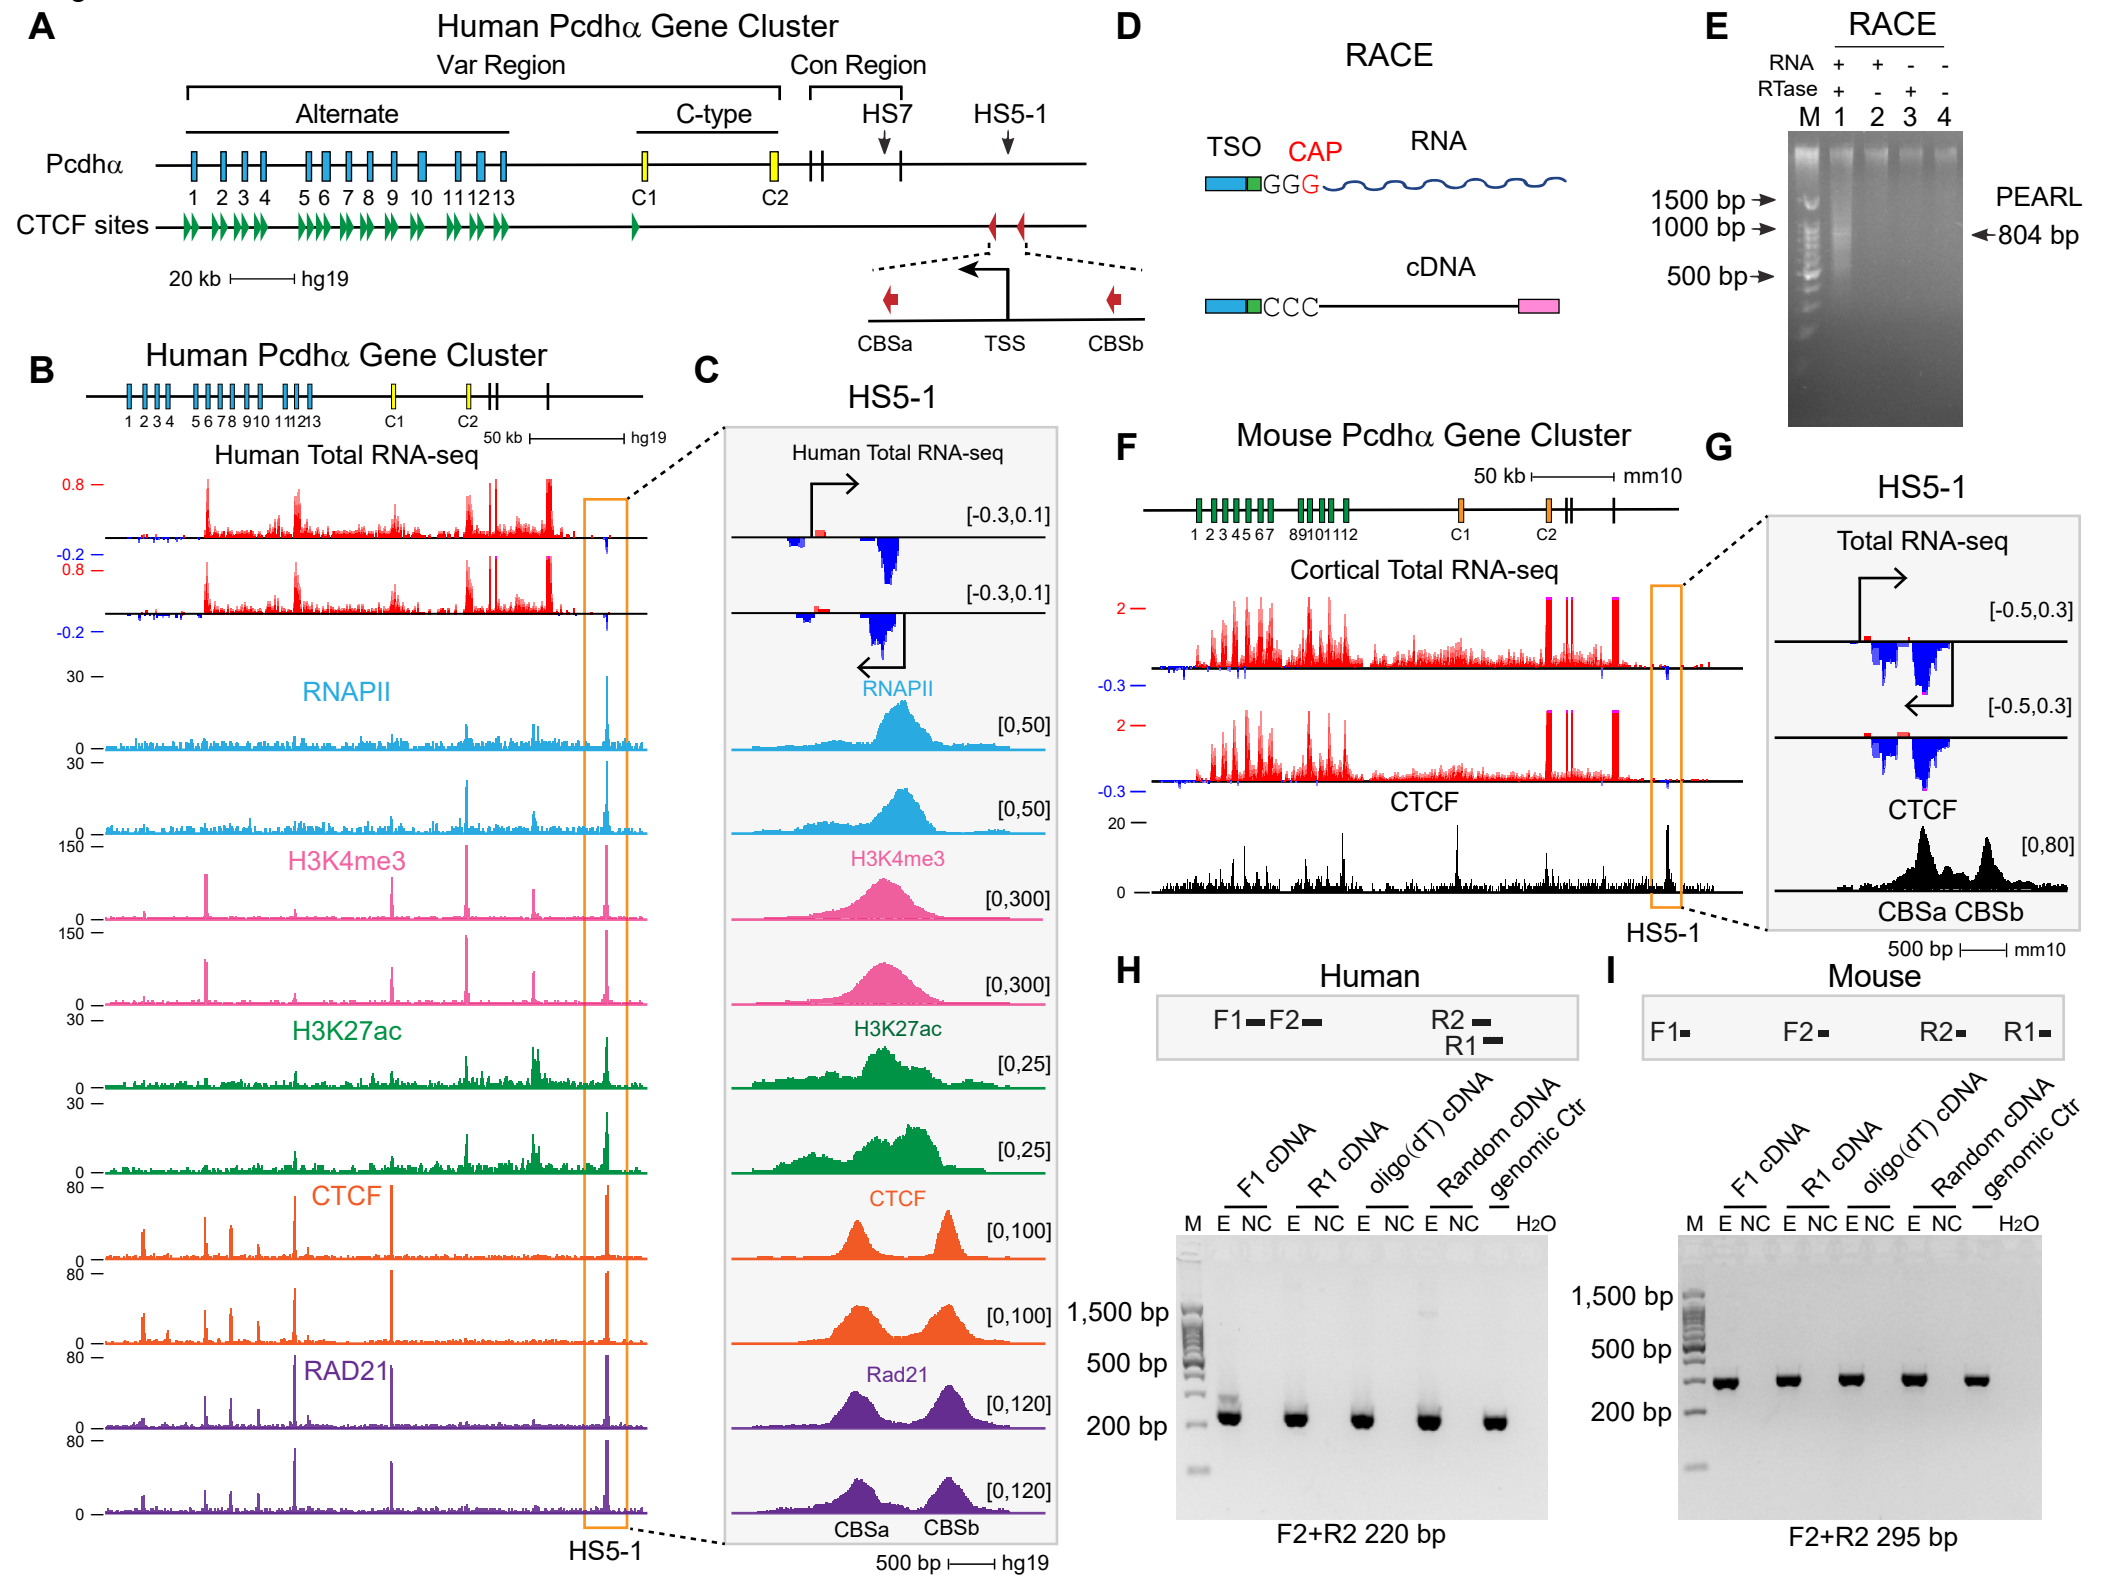 A
Human Pcdhα Gene Cluster
Var Region
Con Region
Alternate
C-type
HS7
HS5-1
Pcdhα
1 2 3 4 5 6 7 8 9 10 11 12 13 C1 C2
CTCF sites
20 kb hg19
CBSa TSS CBSb
B
Human Pcdhα Gene Cluster
1 2 3 4 5 6 7 8 9 10 11 12 13 C1 C2
50 kb hg19
Human Total RNA-seq
0.8
-0.2
0.8
-0.2
RNAPII
30
0
30
0
H3K4me3
150
0
150
0
H3K27ac
30
0
30
0
CTCF
80
0
80
0
RAD21
80
0
80
0
HS5-1
C
HS5-1
Human Total RNA-seq
[-0.3,0.1]
[-0.3,0.1]
RNAPII
[0,50]
[0,50]
H3K4me3
[0,300]
[0,300]
H3K27ac
[0,25]
[0,25]
CTCF
[0,100]
[0,100]
Rad21
[0,120]
[0,120]
CBSa CBSb
500 bp hg19
D
RACE
TSO CAP RNA
GGG
cDNA
CCC
E
RACE
RNA + + - -
RTase + - + -
M 1 2 3 4
1500 bp
1000 bp
500 bp
PEARL
804 bp
F
Mouse Pcdhα Gene Cluster
50 kb mm10
1 2 3 4 5 6 7 8 9 10 11 12 C1 C2
Cortical Total RNA-seq
2
-0.3
2
-0.3
CTCF
20
0
HS5-1
G
HS5-1
Total RNA-seq
[-0.5,0.3]
[-0.5,0.3]
CTCF
[0,80]
CBSa CBSb
500 bp mm10
H
Human
F1 F2 R2
R1
F1 cDNA
R1 cDNA
oligo(dT) cDNA
Random cDNA
genomic Ctr
M E NC E NC E NC E NC H2O
1,500 bp
500 bp
200 bp
F2+R2 220 bp
I
Mouse
F1 F2 R2 R1
F1 cDNA
R1 cDNA
oligo(dT) cDNA
Random cDNA
genomic Ctr
M E NC E NC E NC E NC H2O
1,500 bp
500 bp
200 bp
F2+R2 295 bp